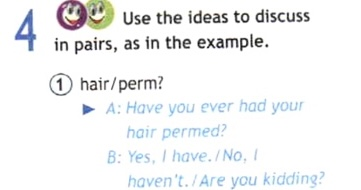 4 Use the ideas to discuss
in pairs, as in the example.
1 hair/perm?
▶ A: Have you ever had your
hair permed?
B: Yes, I have./No, I
haven't./Are you kidding?